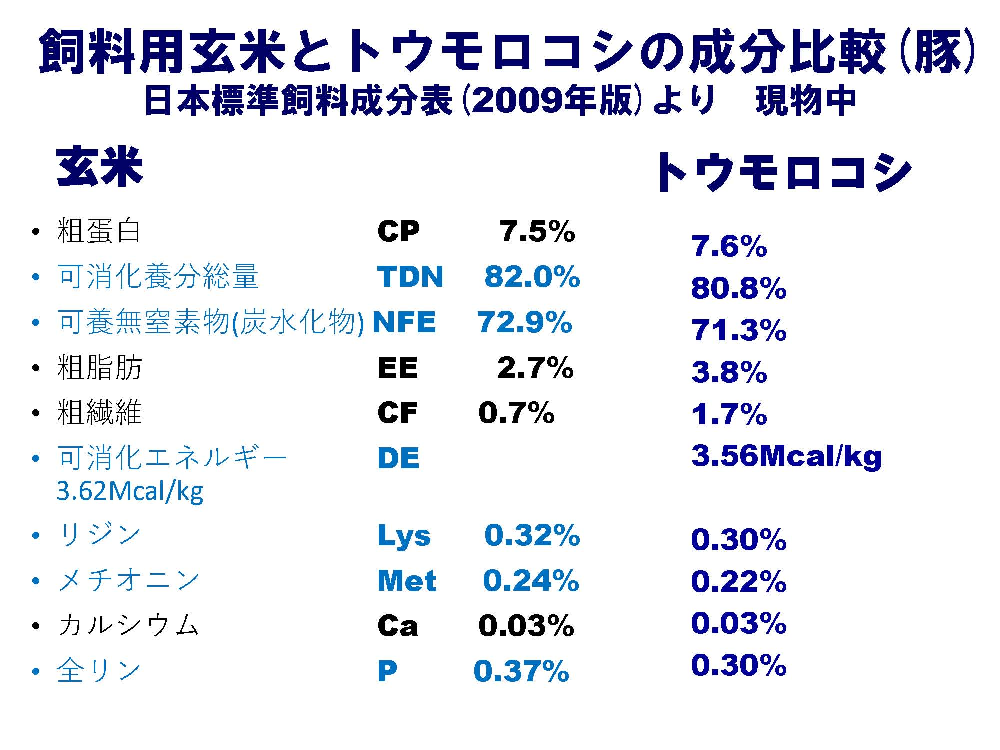 飼料用玄米とトウモロコシの成分比較(豚)
日本標準飼料成分表(2009年版)より　現物中
玄米 トウモロコシ
• 粗蛋白 CP 7.5% 7.6%
• 可消化養分総量 TDN 82.0% 80.8%
• 可養無窒素物(炭水化物) NFE 72.9% 71.3%
• 粗脂肪 EE 2.7% 3.8%
• 粗繊維 CF 0.7% 1.7%
• 可消化エネルギー DE 3.56Mcal/kg
3.62Mcal/kg
• リジン Lys 0.32% 0.30%
• メチオニン Met 0.24% 0.22%
• カルシウム Ca 0.03% 0.03%
• 全リン P 0.37% 0.30%